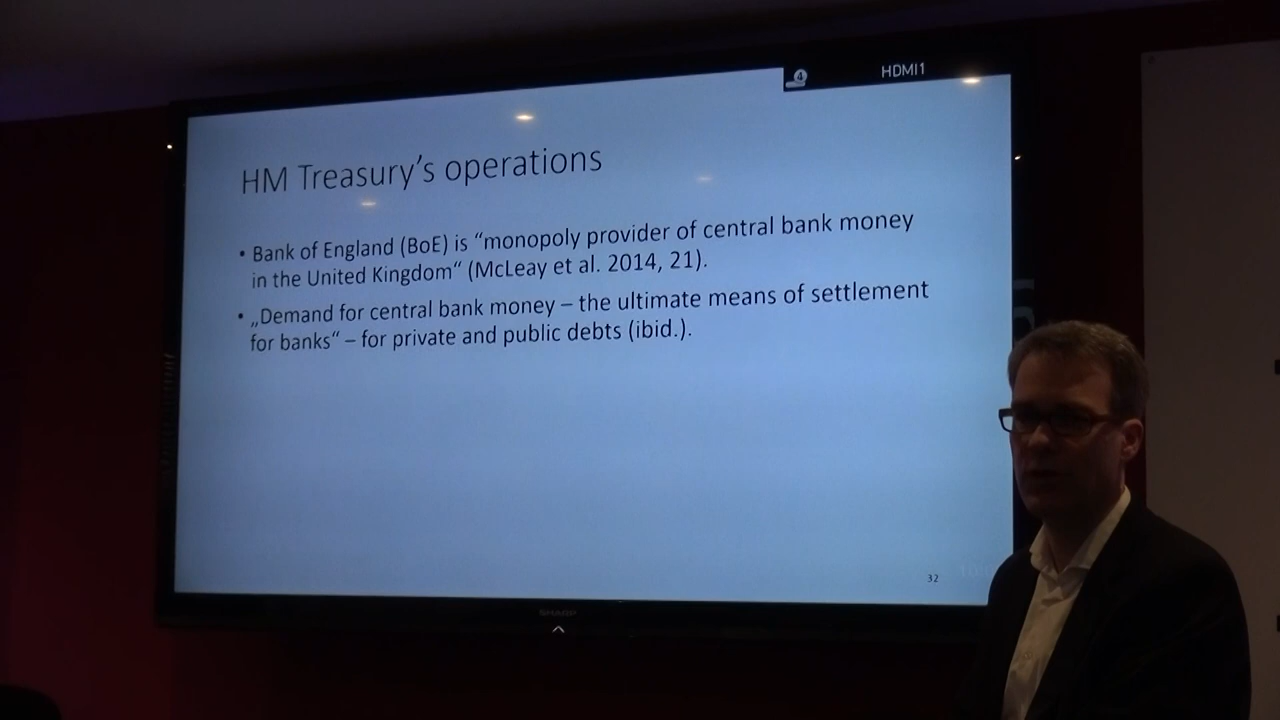 4
HDMI1
HM Treasury's operations
• Bank of England (BoE) is “monopoly provider of central bank money
in the United Kingdom“ (McLeay et al. 2014, 21).
• „Demand for central bank money – the ultimate means of settlement
for banks“ – for private and public debts (ibid.).
32
SHARP